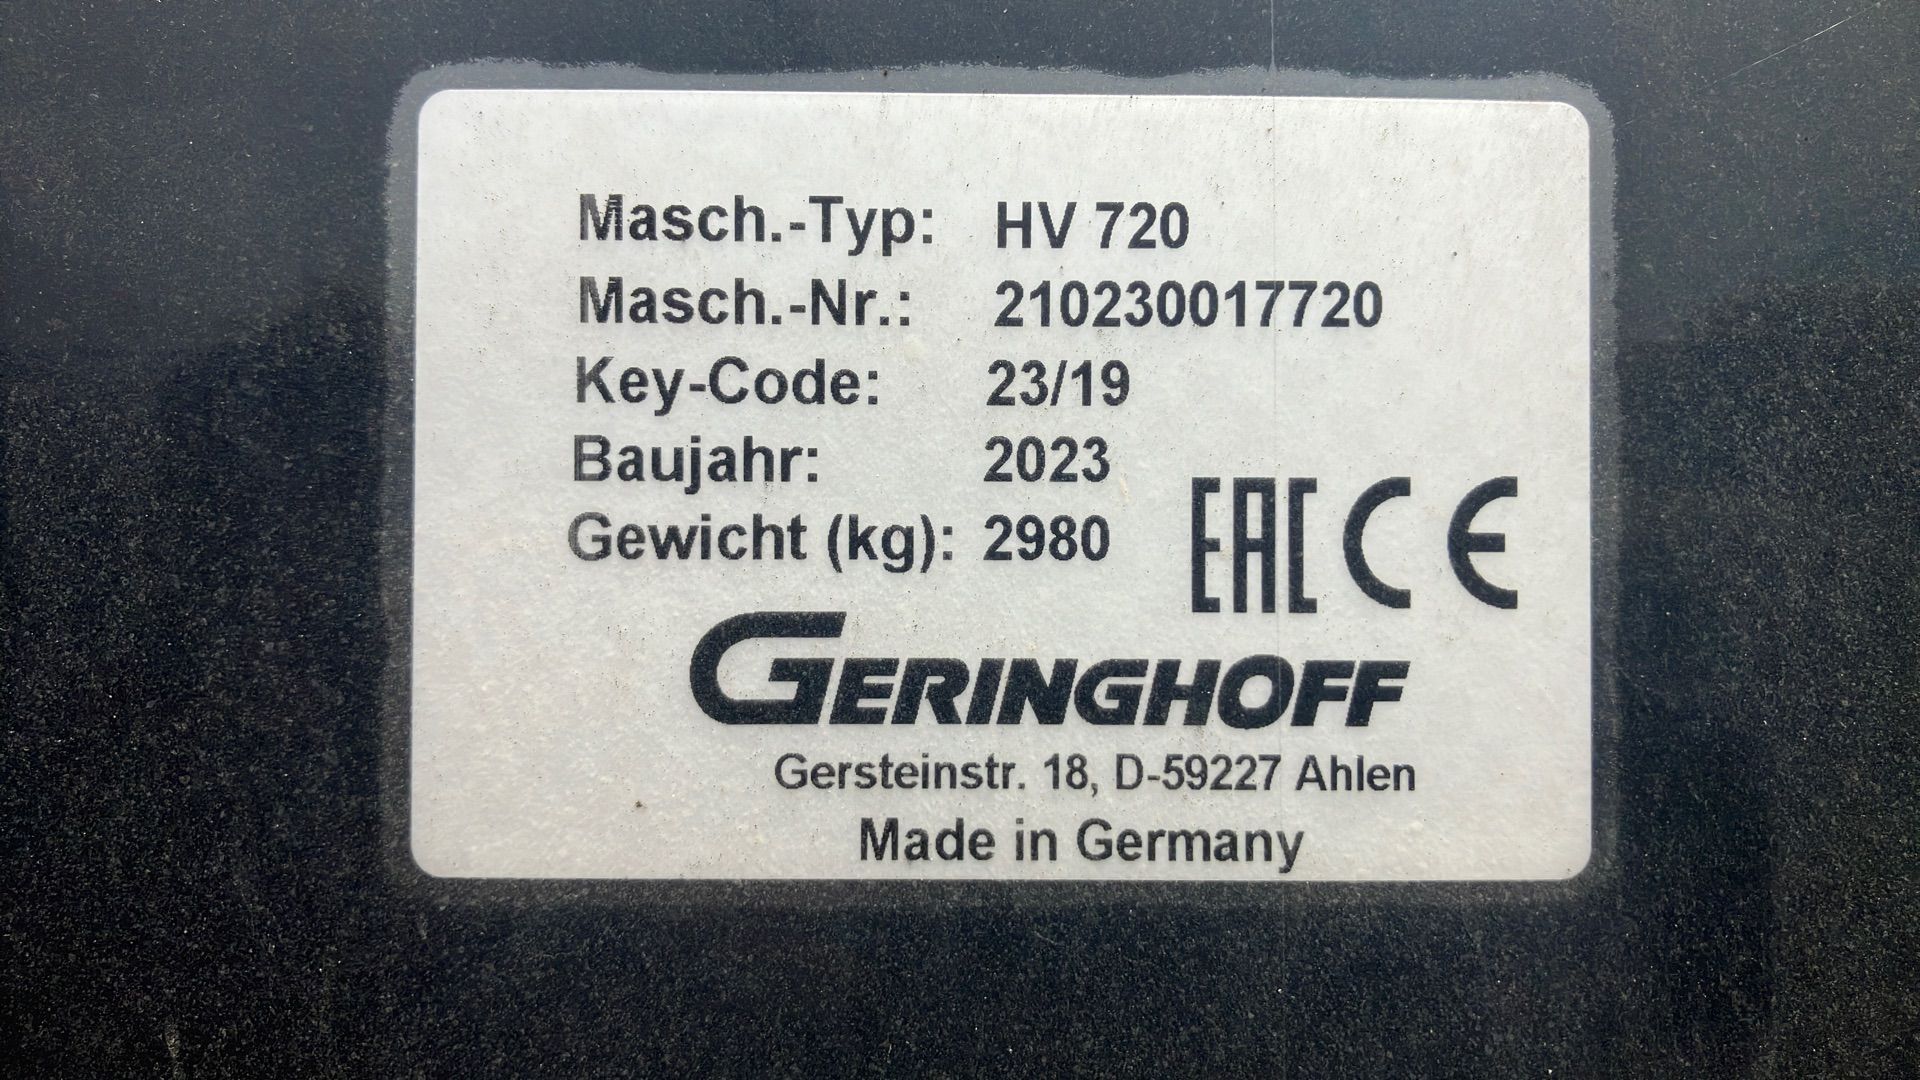 Masch.-Typ: HV 720
Masch.-Nr.: 210230017720
Key-Code: 23/19
Baujahr: 2023
Gewicht (kg): 2980
EAC CE
GERINGHOFF
Gersteinstr. 18, D-59227 Ahlen
Made in Germany